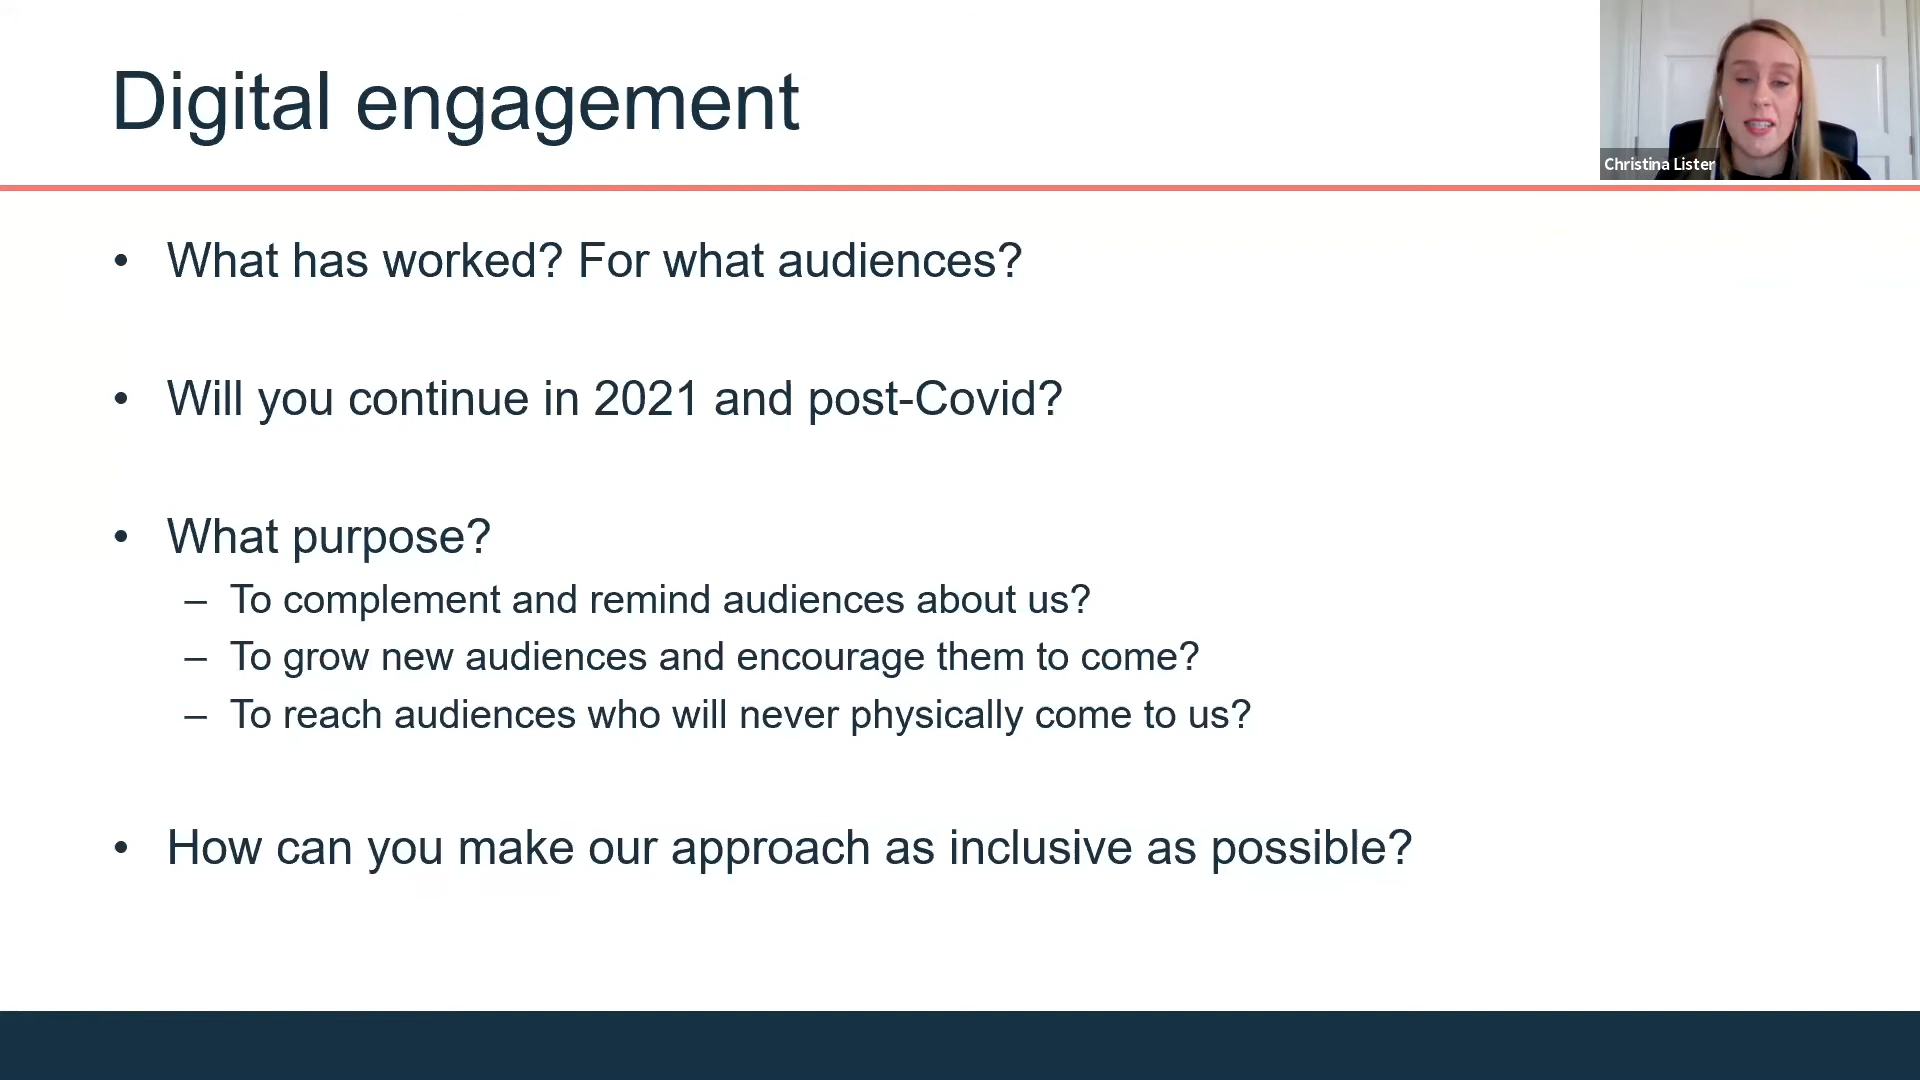 Digital engagement
Christina Lister
• What has worked? For what audiences?
• Will you continue in 2021 and post-Covid?
• What purpose?
– To complement and remind audiences about us?
– To grow new audiences and encourage them to come?
– To reach audiences who will never physically come to us?
• How can you make our approach as inclusive as possible?